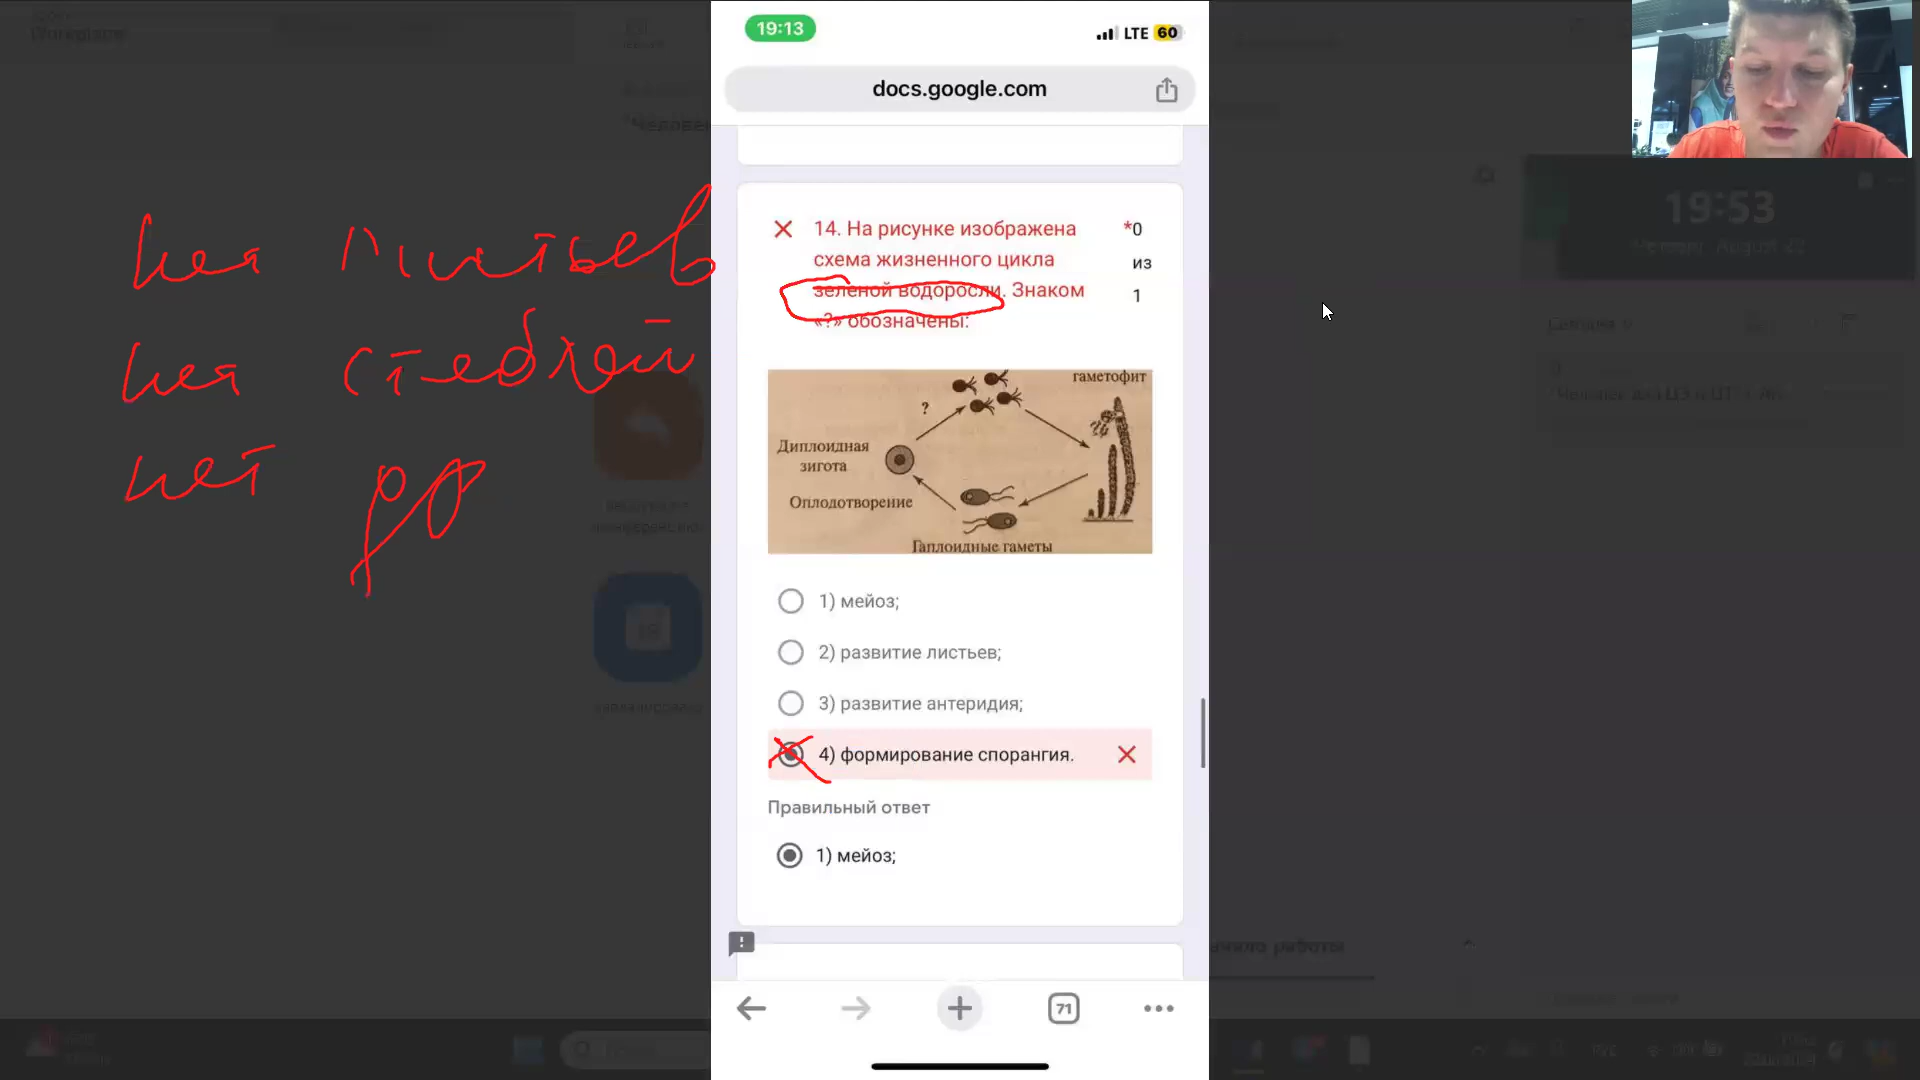 19:13
LTE 60
docs.google.com
14. На рисунке изображена
схема жизненного цикла
зеленой водоросли. Знаком
«?» обозначены:
*0
из
1
гаметофит
?
Диплоидная
зигота
Оплодотворение
Гаплоидные гаметы
1) мейоз;
2) развитие листьев;
3) развитие антеридия;
4) формирование спорангия.
Правильный ответ
1) мейоз;
71
нет листьев
нет стеблей
нет
19:53